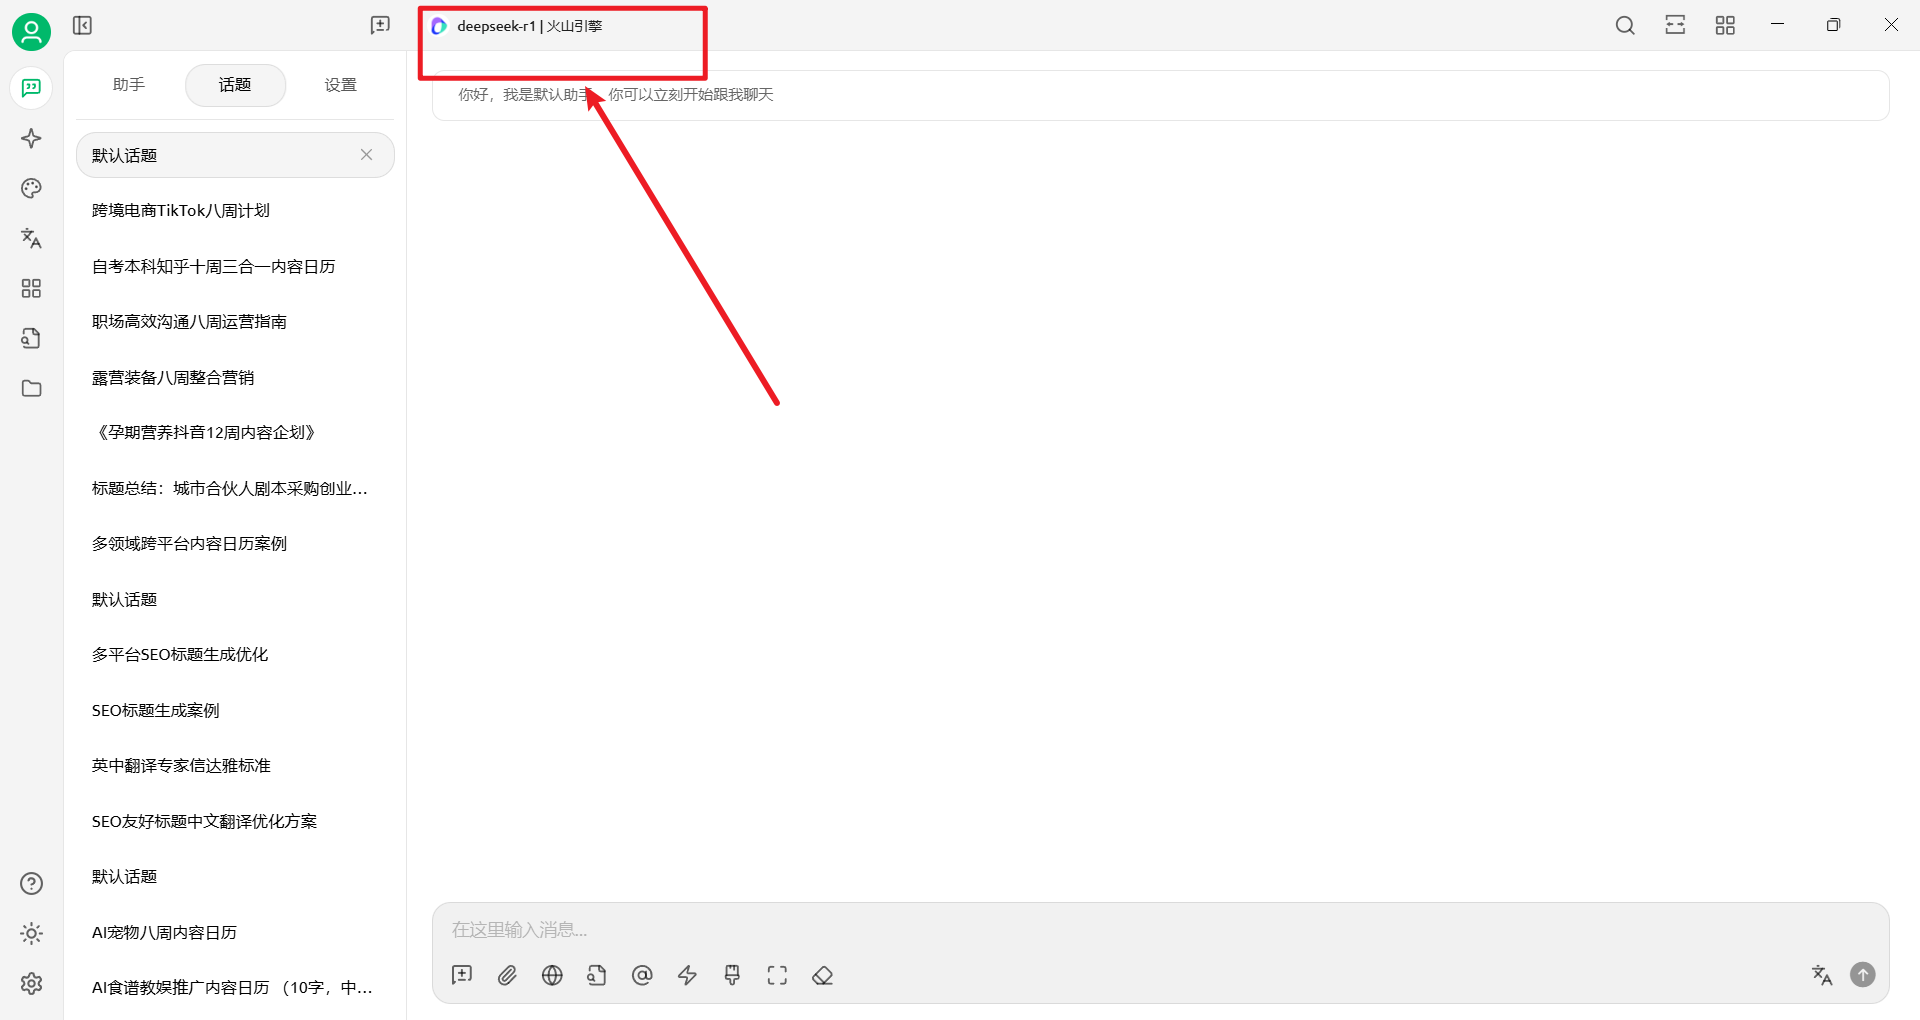 deepseek-r1 | 火山引擎
助手
话题
设置
默认话题
跨境电商TikTok八周计划
自考本科知乎十周三合一内容日历
职场高效沟通八周运营指南
露营装备八周整合营销
《孕期营养抖音12周内容企划》
标题总结：城市合伙人剧本采购创业...
多领域跨平台内容日历案例
默认话题
多平台SEO标题生成优化
SEO标题生成案例
英中翻译专家信达雅标准
SEO友好标题中文翻译优化方案
默认话题
AI宠物八周内容日历
AI食谱教娱推广内容日历 （10字，中...
你好，我是默认助手。你可以立刻开始跟我聊天
在这里输入消息...